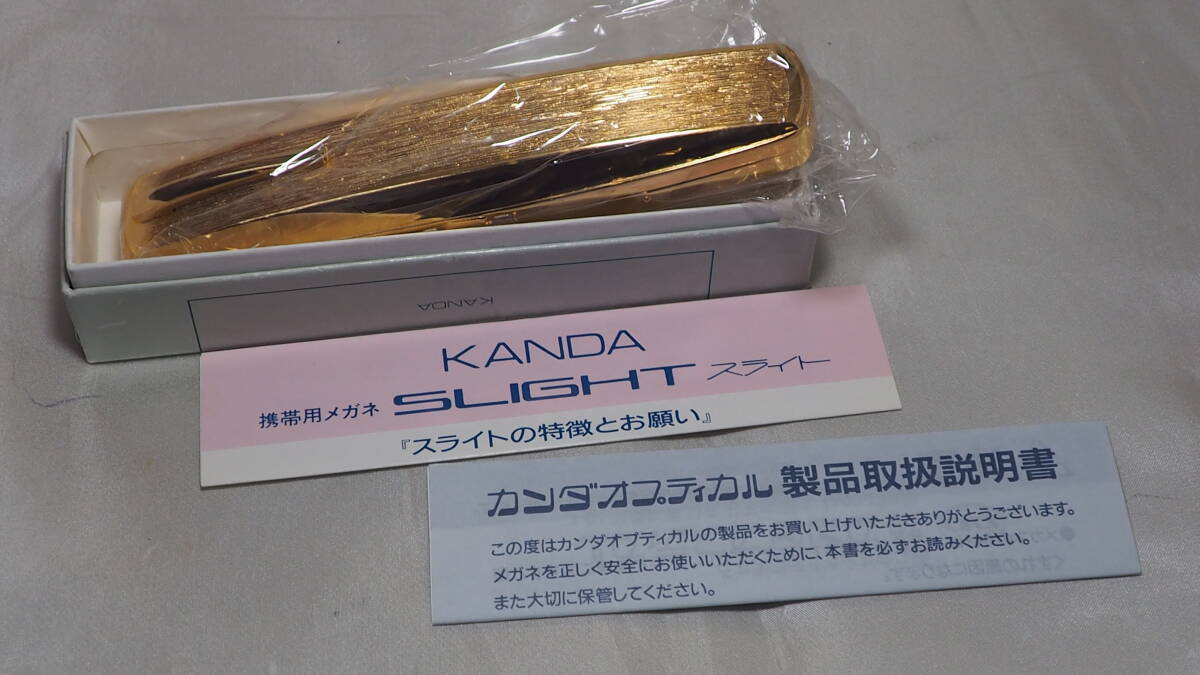 KANDA
KANDA
携帯用メガネ SLIGHT スライト
『スライトの特徴とお願い』
カンダオプティカル 製品取扱説明書
この度はカンダオプティカルの製品をお買い上げいただきありがとうございます。
メガネを正しく安全にお使いいただくために、本書を必ずお読みください。
また大切に保管してください。